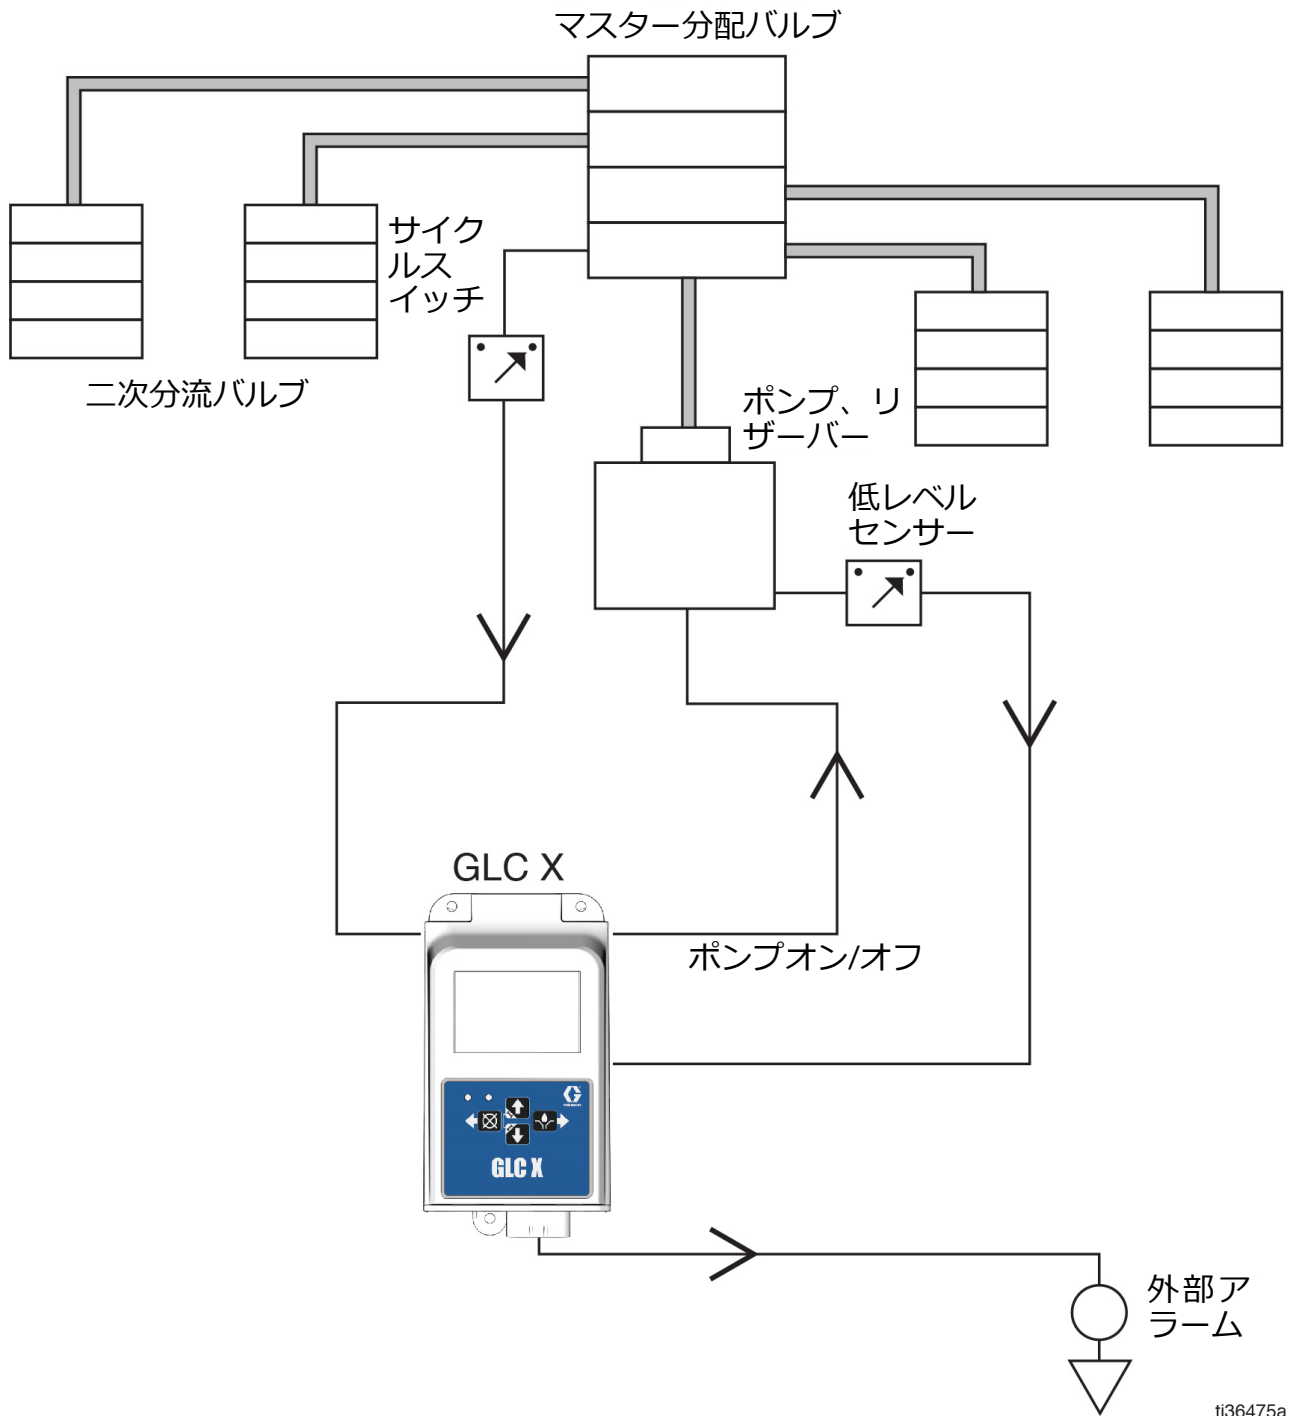 マスター分配バルブ
サイク
ルス
イッチ
二次分流バルブ
ポンプ、リ
ザーバー
低レベル
センサー
GLC X
ポンプオン/オフ
GLC X
外部ア
ラーム
ti36475a